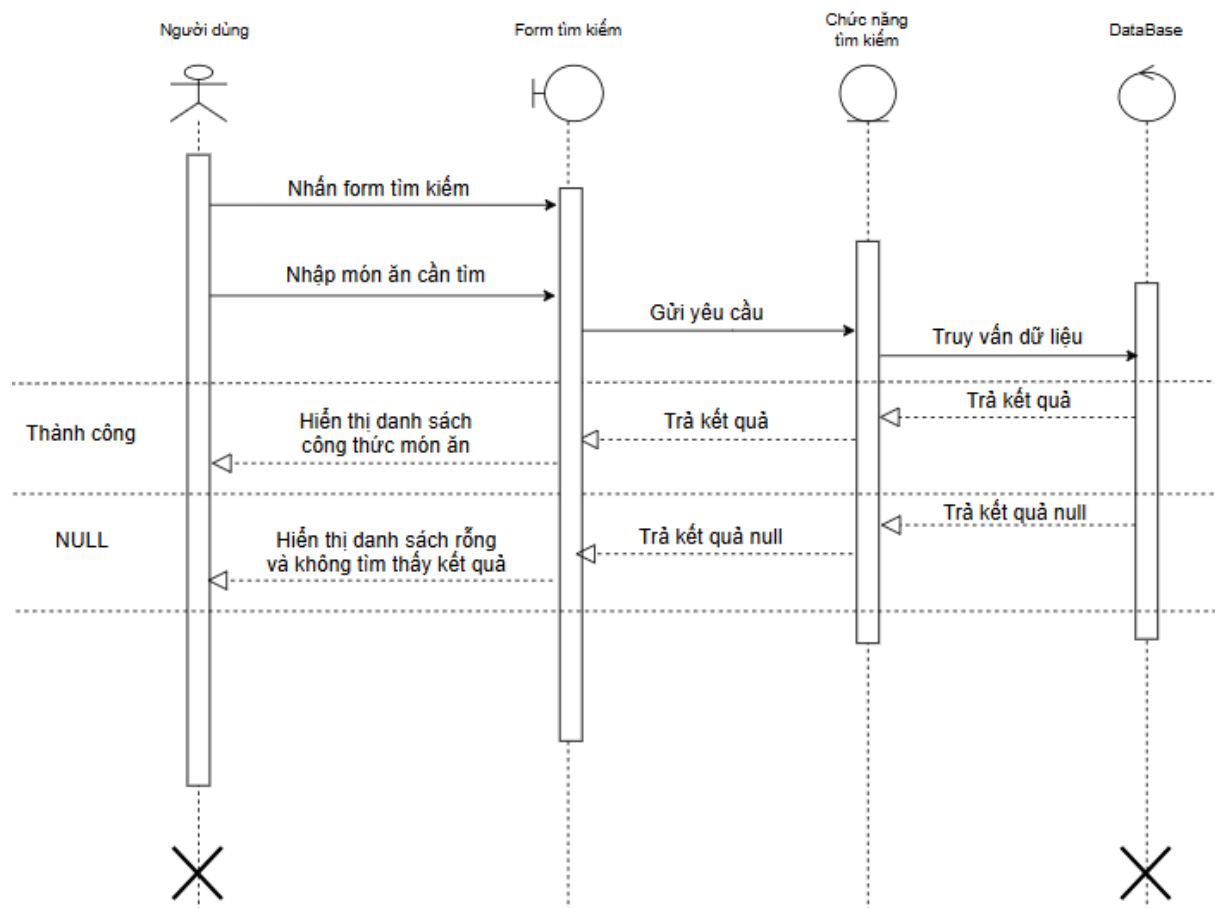 Người dùng
Form tìm kiếm
Chức năng
tìm kiếm
DataBase
Nhấn form tìm kiếm
Nhập món ăn cần tìm
Gửi yêu cầu
Truy vấn dữ liệu
Thành công
Hiển thị danh sách
công thức món ăn
Trả kết quả
Trả kết quả
NULL
Hiển thị danh sách rỗng
và không tìm thấy kết quả
Trả kết quả null
Trả kết quả null